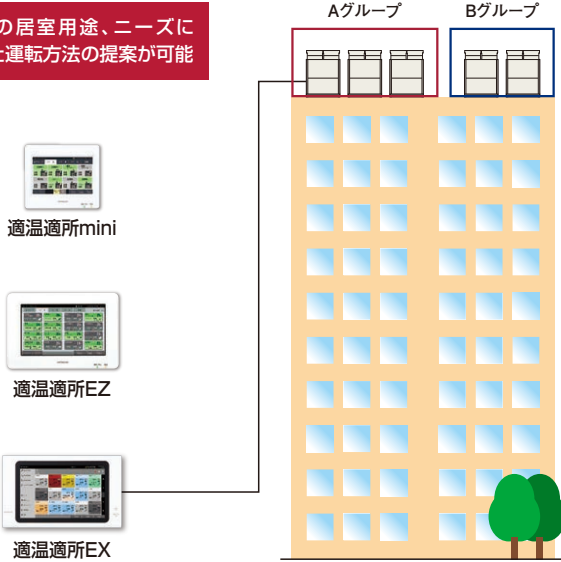 の居室用途、ニーズに
運転方法の提案が可能
Aグループ
Bグループ
適温適所mini
適温適所EZ
適温適所EX